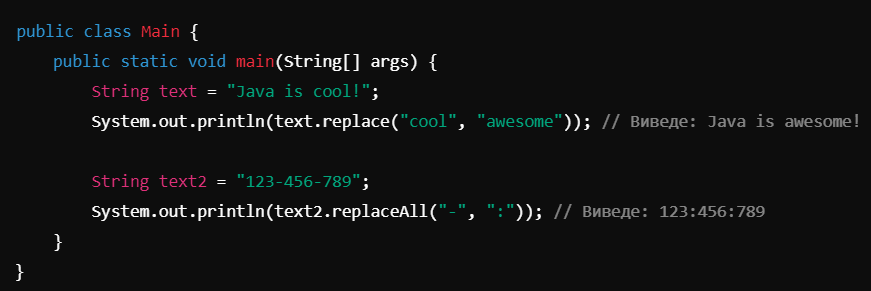 public class Main {
    public static void main(String[] args) {
        String text = "Java is cool!";
        System.out.println(text.replace("cool", "awesome")); // Виведе: Java is awesome!

        String text2 = "123-456-789";
        System.out.println(text2.replaceAll("-", ":")); // Виведе: 123:456:789
    }
}